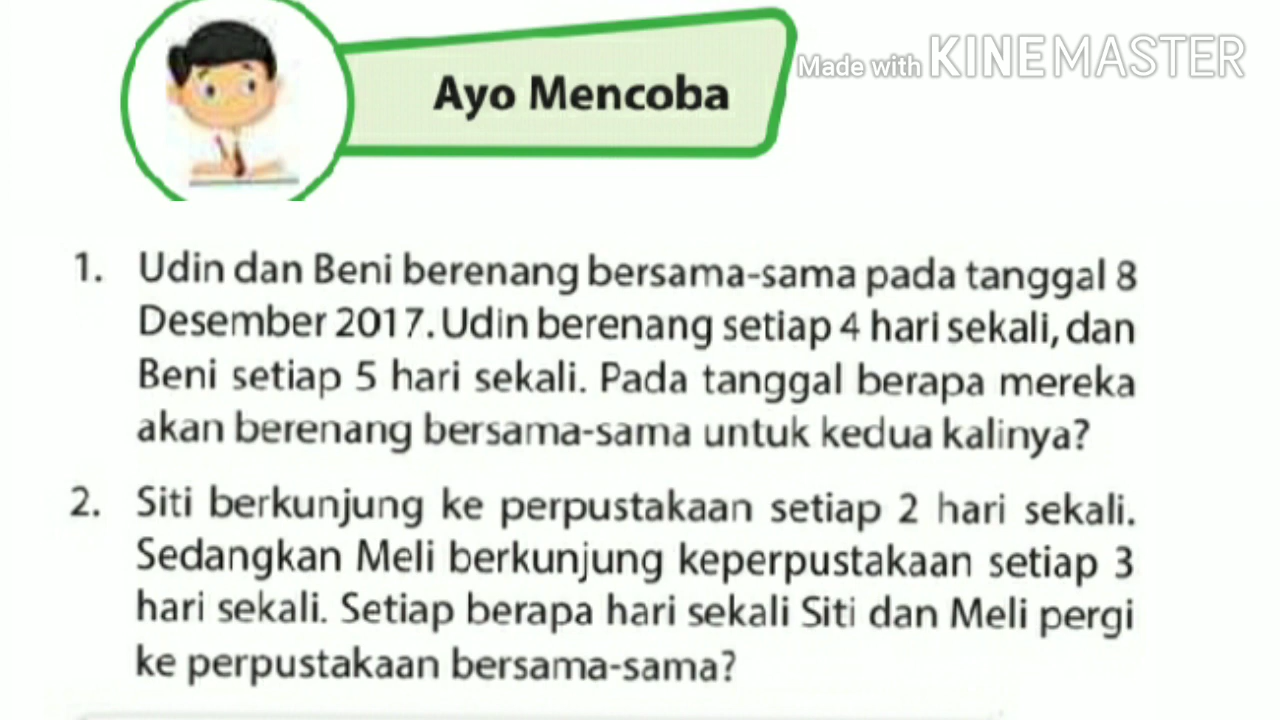 Made with KINEMASTER
Ayo Mencoba
1. Udin dan Beni berenang bersama-sama pada tanggal 8
Desember 2017. Udin berenang setiap 4 hari sekali, dan
Beni setiap 5 hari sekali. Pada tanggal berapa mereka
akan berenang bersama-sama untuk kedua kalinya?
2. Siti berkunjung ke perpustakaan setiap 2 hari sekali.
Sedangkan Meli berkunjung keperpustakaan setiap 3
hari sekali. Setiap berapa hari sekali Siti dan Meli pergi
ke perpustakaan bersama-sama?